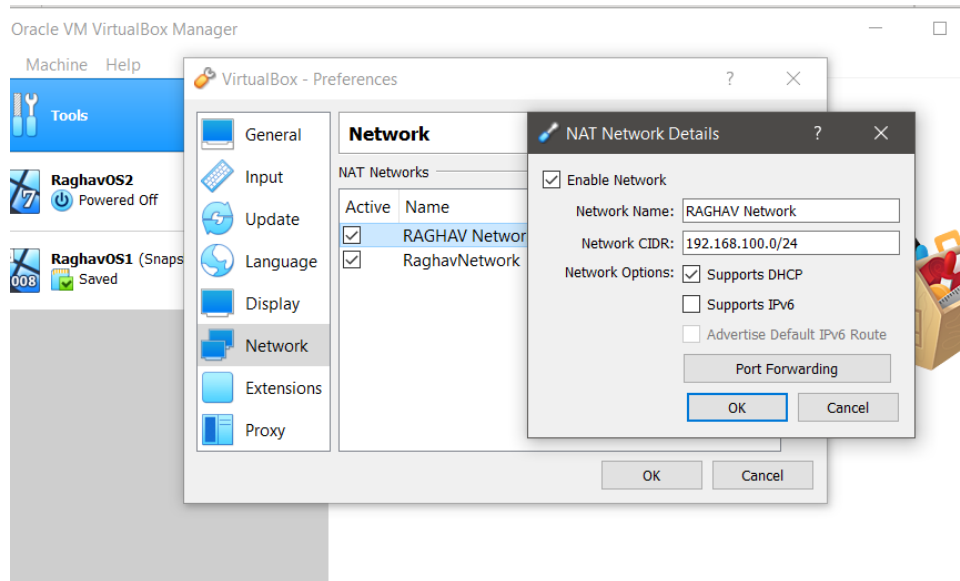 Oracle VM VirtualBox Manager
Machine Help
Tools
RaghavOS2
Powered Off
RaghavOS1 (Snaps
Saved
7
008
VirtualBox - Preferences
?
General
Input
Update
Language
Display
Network
Extensions
Proxy
Network
NAT Networks
Active Name
RAGHAV Networ
RaghavNetwork
OK Cancel
NAT Network Details
?
Enable Network
Network Name: RAGHAV Network
Network CIDR: 192.168.100.0/24
Network Options: Supports DHCP
Supports IPv6
Advertise Default IPv6 Route
Port Forwarding
OK Cancel